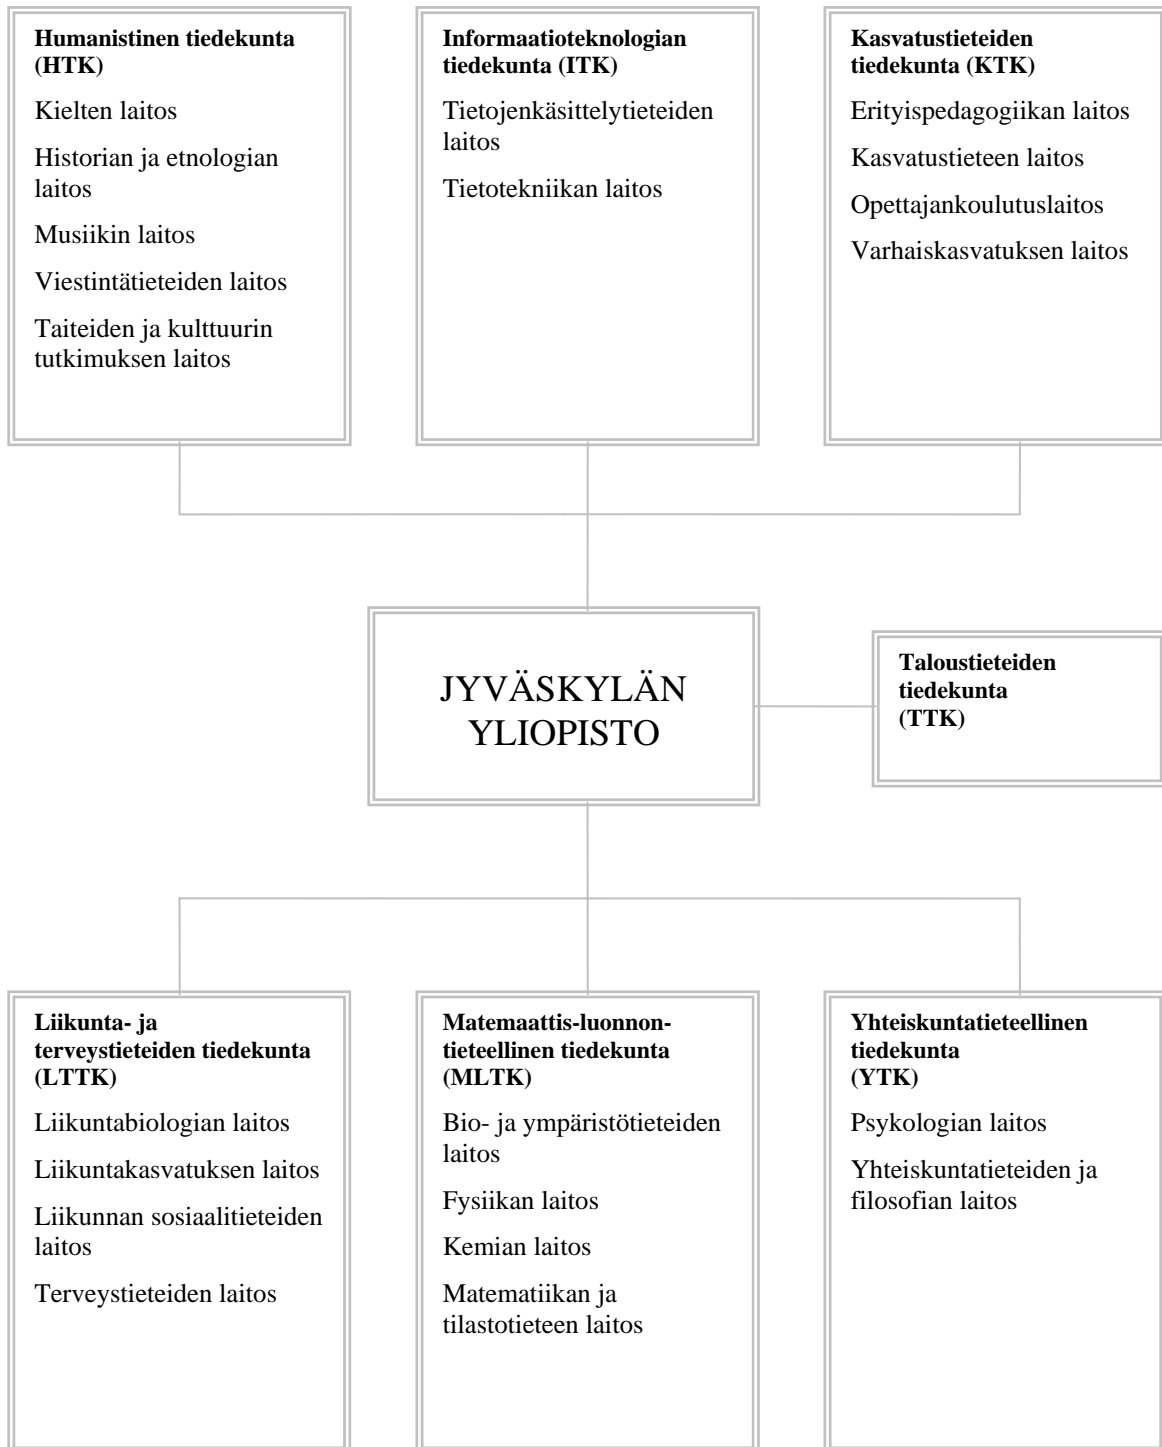 Humanistinen tiedekunta
(HTK)
Kielten laitos
Historian ja etnologian
laitos
Musiikin laitos
Viestintätieteiden laitos
Taiteiden ja kulttuurin
tutkimuksen laitos
Informaatioteknologian
tiedekunta (ITK)
Tietojenkäsittelytieteiden
laitos
Tietotekniikan laitos
Kasvatustieteiden
tiedekunta (KTK)
Erityispedagogiikan laitos
Kasvatustieteen laitos
Opettajankoulutuslaitos
Varhaiskasvatuksen laitos
JYVÄSKYLÄN
YLIOPISTO
Taloustieteiden
tiedekunta
(TTK)
Liikunta- ja
terveystieteiden tiedekunta
(LTTK)
Liikuntabiologian laitos
Liikuntakasvatuksen laitos
Liikunnan sosiaalitieteiden
laitos
Terveystieteiden laitos
Matemaattis-luonnon-
tieteellinen tiedekunta
(MLTK)
Bio- ja ympäristötieteiden
laitos
Fysiikan laitos
Kemian laitos
Matematiikan ja
tilastotieteen laitos
Yhteiskuntatieteellinen
tiedekunta
(YTK)
Psykologian laitos
Yhteiskuntatieteiden ja
filosofian laitos